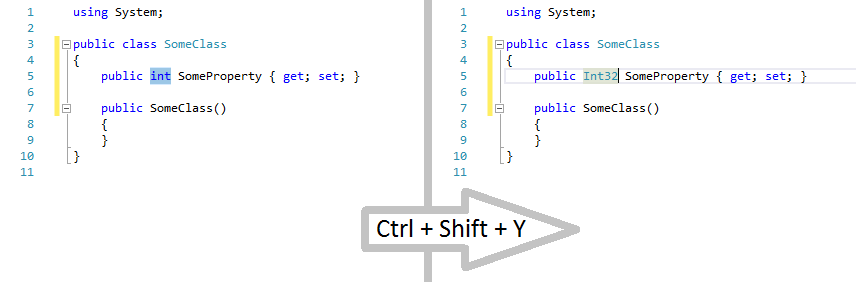 1 using System;
2
3 public class SomeClass
4 {
5 public int SomeProperty { get; set; }
6
7 public SomeClass()
8 {
9 }
10 }
11
1 using System;
2
3 public class SomeClass
4 {
5 public Int32 SomeProperty { get; set; }
6
7 public SomeClass()
8 {
9 }
10 }
11
Ctrl + Shift + Y